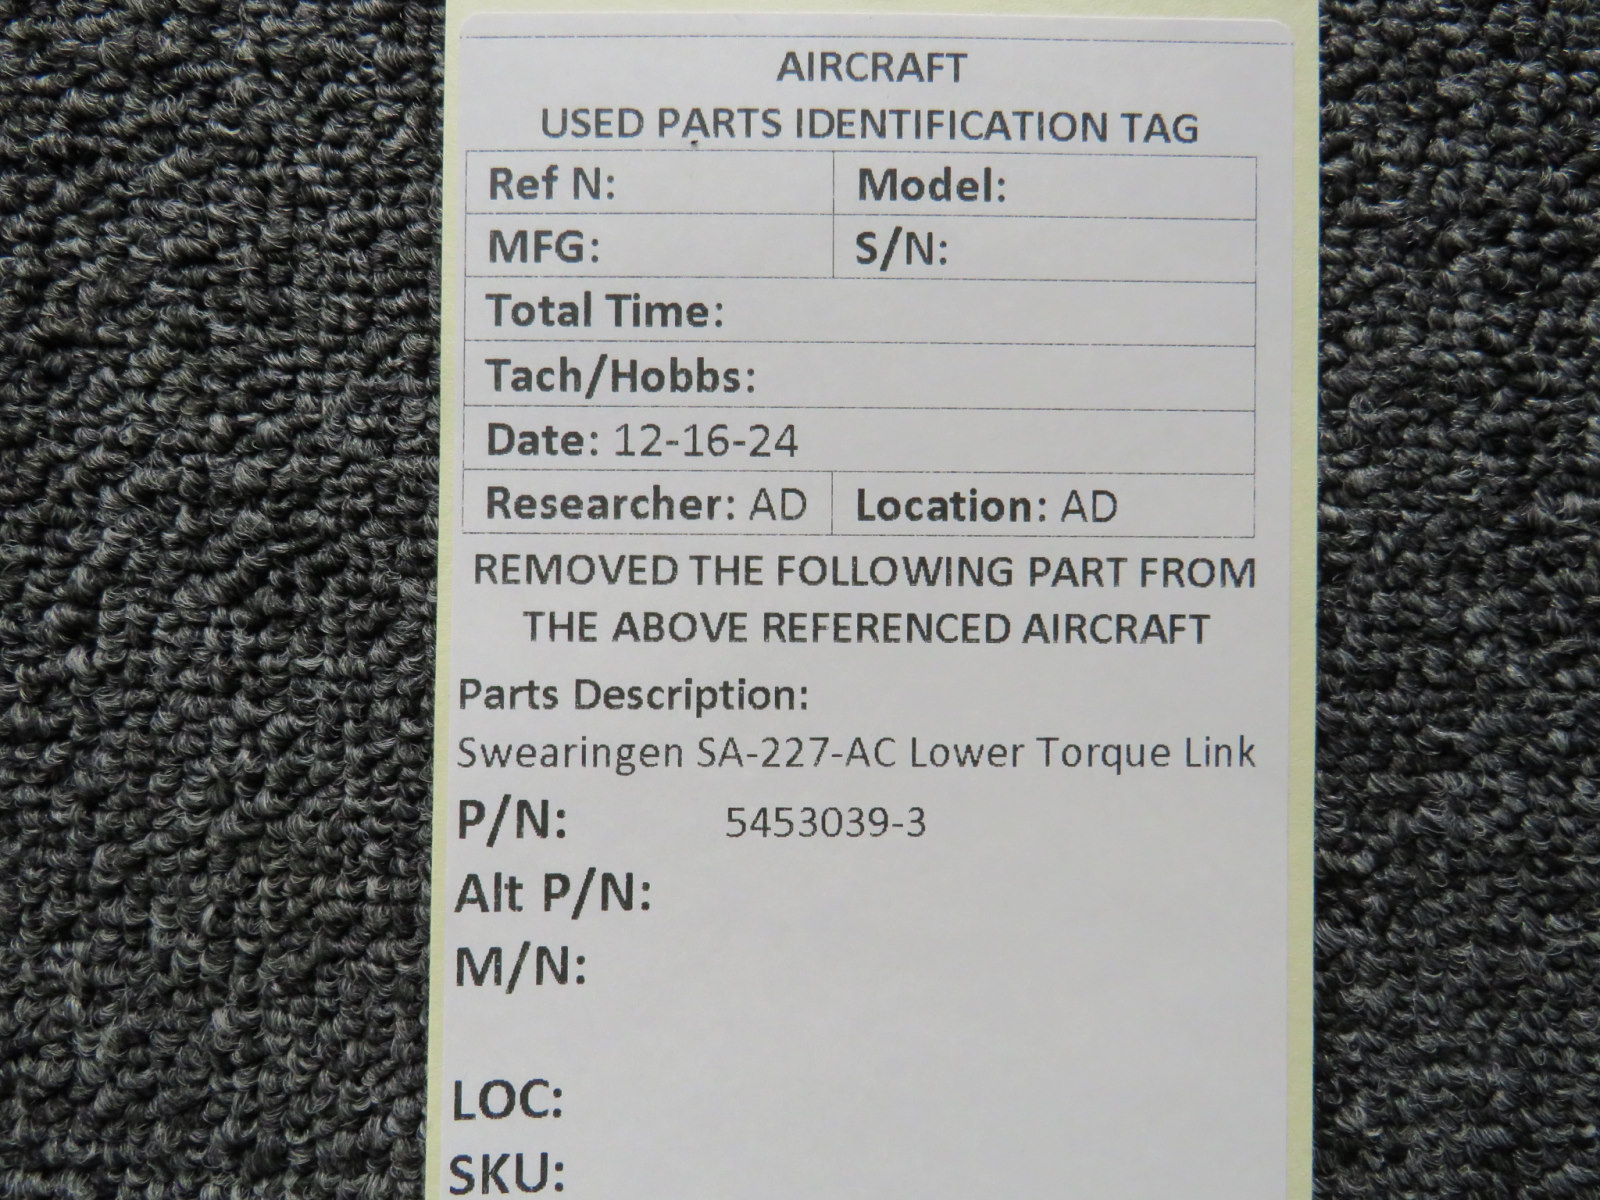 AIRCRAFT
USED PARTS IDENTIFICATION TAG
Ref N: Model:
MFG: S/N:
Total Time:
Tach/Hobbs:
Date: 12-16-24
Researcher: AD Location: AD
REMOVED THE FOLLOWING PART FROM
THE ABOVE REFERENCED AIRCRAFT
Parts Description:
Swearingen SA-227-AC Lower Torque Link
P/N: 5453039-3
Alt P/N:
M/N:
LOC:
SKU: